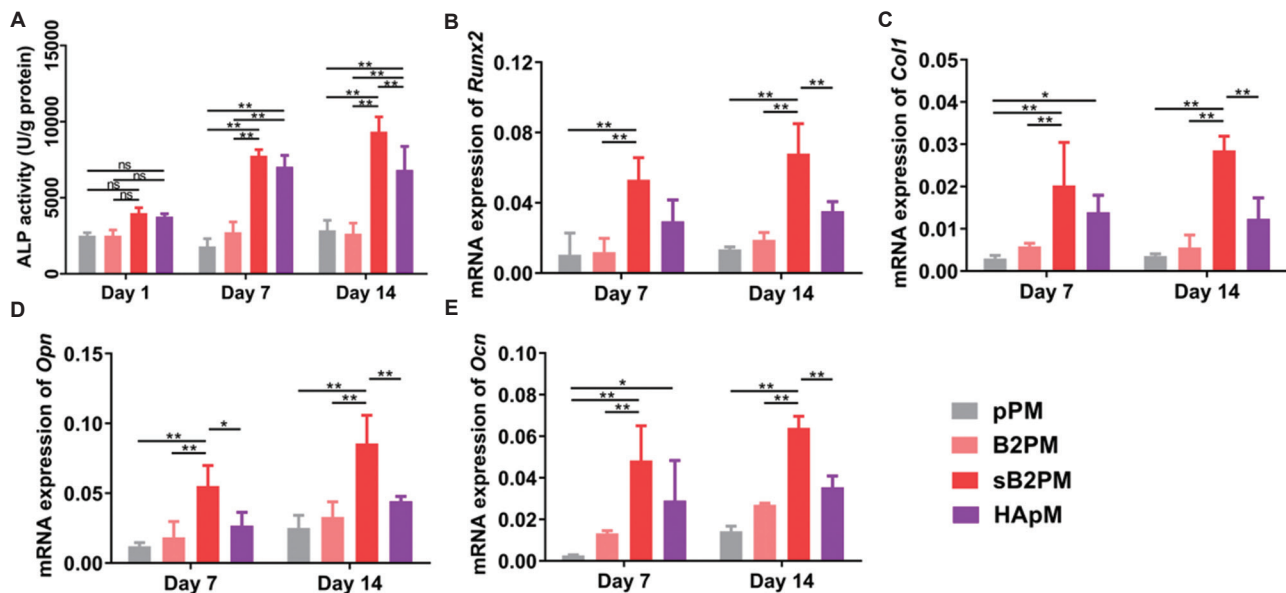 A
ALP activity (U/g protein)
15000
10000
5000
0
ns
ns
ns
ns
**
**
**
**
**
**
**
**
**
Day 1
Day 7
Day 14
B
mRNA expression of Runx2
0.12
0.08
0.04
0.00
**
**
**
**
**
Day 7
Day 14
C
mRNA expression of Col1
0.05
0.04
0.03
0.02
0.01
0.00
*
**
**
**
**
**
Day 7
Day 14
D
mRNA expression of Opn
0.15
0.10
0.05
0.00
**
**
*
**
**
**
Day 7
Day 14
E
mRNA expression of Ocn
0.10
0.08
0.06
0.04
0.02
0.00
*
**
**
**
**
**
Day 7
Day 14
pPM
B2PM
sB2PM
HApM